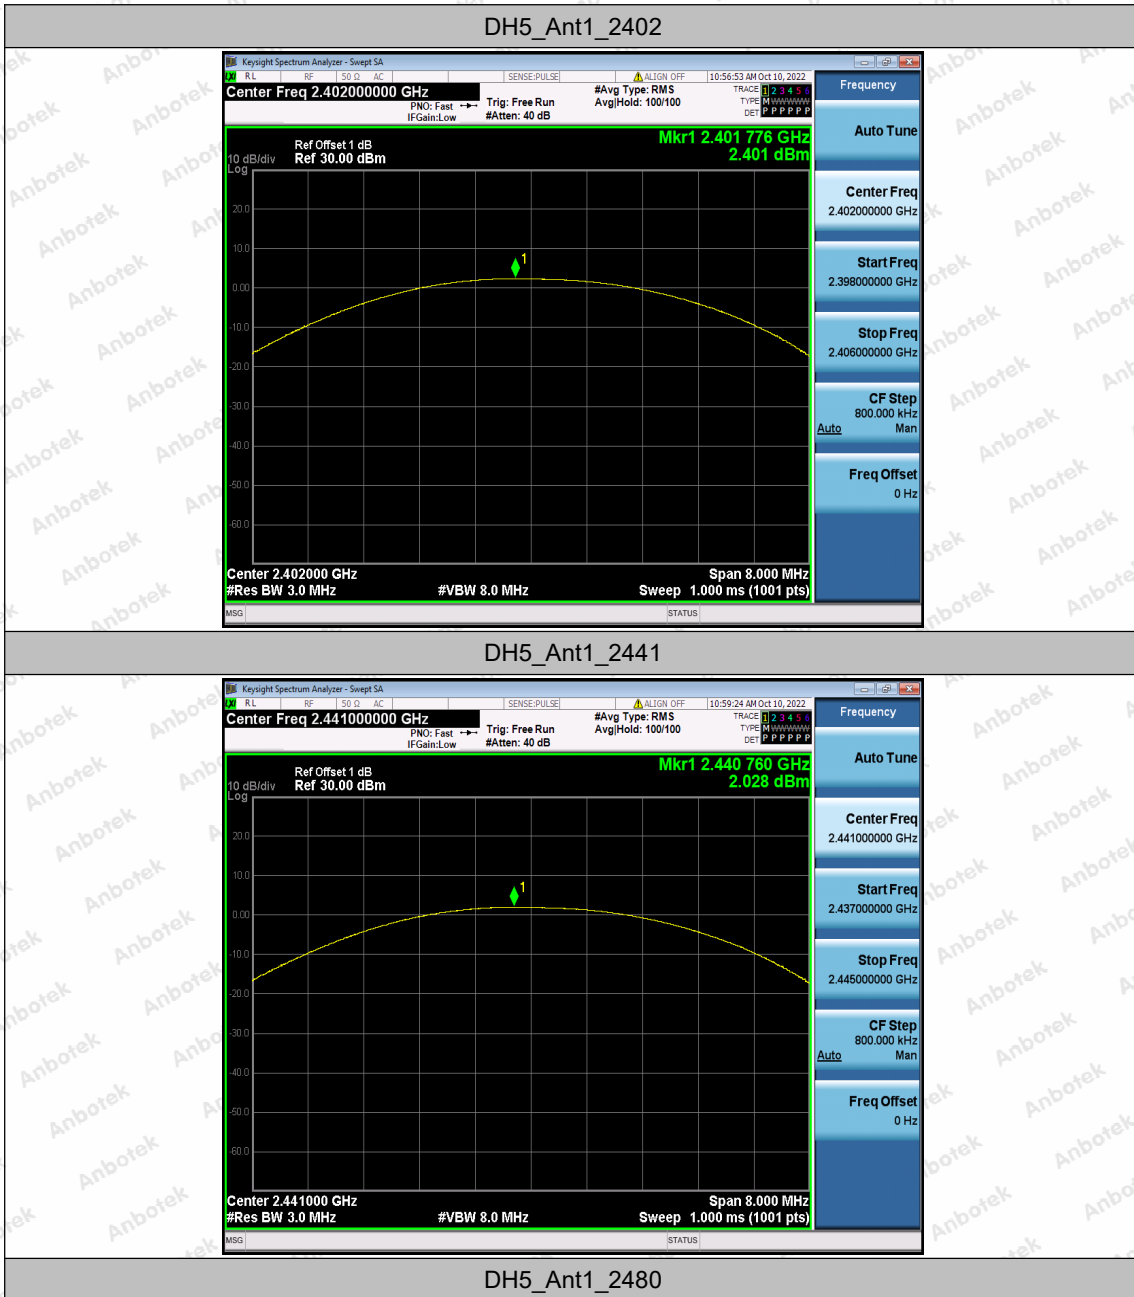 DH5_Ant1_2402
Keysight Spectrum Analyzer - Swept SA
LXI RL RF 50 Ω AC SENSE:PULSE ALIGN OFF 10:56:53 AM Oct 10, 2022
Center Freq 2.402000000 GHz
PNO: Fast
IFGain:Low
Trig: Free Run
#Atten: 40 dB
#Avg Type: RMS
Avg|Hold: 100/100
TRACE 1 2 3 4 5 6
TYPE M W W W W W
DET P P P P P P
Mkr1 2.401 776 GHz
2.401 dBm
Ref Offset 1 dB
10 dB/div Ref 30.00 dBm
Log
20.0
10.0
0.00
-10.0
-20.0
-30.0
-40.0
-50.0
-60.0
1
Center 2.402000 GHz Span 8.000 MHz
#Res BW 3.0 MHz #VBW 8.0 MHz Sweep 1.000 ms (1001 pts)
MSG STATUS
Frequency
Auto Tune
Center Freq
2.402000000 GHz
Start Freq
2.398000000 GHz
Stop Freq
2.406000000 GHz
CF Step
800.000 kHz
Auto Man
Freq Offset
0 Hz
DH5_Ant1_2441
Keysight Spectrum Analyzer - Swept SA
LXI RL RF 50 Ω AC SENSE:PULSE ALIGN OFF 10:59:24 AM Oct 10, 2022
Center Freq 2.441000000 GHz
PNO: Fast
IFGain:Low
Trig: Free Run
#Atten: 40 dB
#Avg Type: RMS
Avg|Hold: 100/100
TRACE 1 2 3 4 5 6
TYPE M W W W W W
DET P P P P P P
Mkr1 2.440 760 GHz
2.028 dBm
Ref Offset 1 dB
10 dB/div Ref 30.00 dBm
Log
20.0
10.0
0.00
-10.0
-20.0
-30.0
-40.0
-50.0
-60.0
1
Center 2.441000 GHz Span 8.000 MHz
#Res BW 3.0 MHz #VBW 8.0 MHz Sweep 1.000 ms (1001 pts)
MSG STATUS
Frequency
Auto Tune
Center Freq
2.441000000 GHz
Start Freq
2.437000000 GHz
Stop Freq
2.445000000 GHz
CF Step
800.000 kHz
Auto Man
Freq Offset
0 Hz
DH5_Ant1_2480
Anbotek